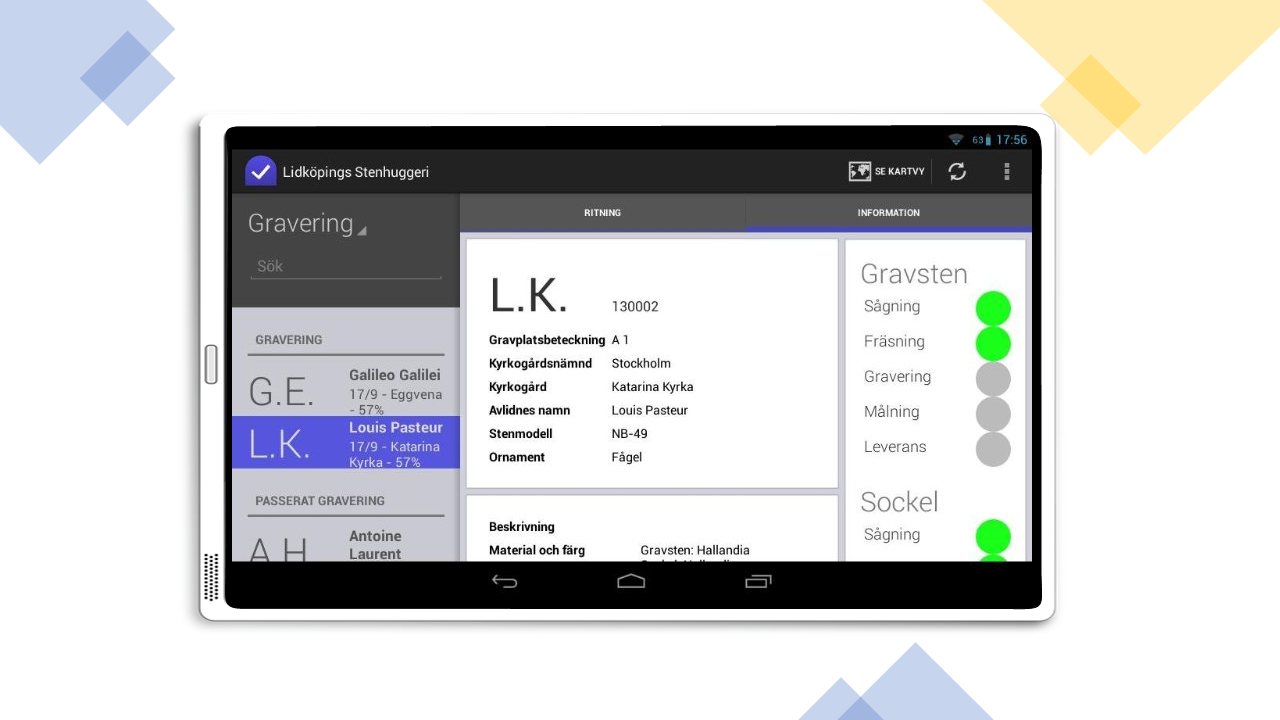 63 17:56
Lidköpings Stenhuggeri
SE KARTVY
Gravering
Sök
GRAVERING
G.E.
Galileo Galilei
17/9 - Eggvena
- 57%
L.K.
Louis Pasteur
17/9 - Katarina
Kyrka - 57%
PASSERAT GRAVERING
A.H
Antoine
Laurent
RITNING
INFORMATION
L.K. 130002
Gravplatsbeteckning A 1
Kyrkogårdsnämnd Stockholm
Kyrkogård Katarina Kyrka
Avlidnes namn Louis Pasteur
Stenmodell NB-49
Ornament Fågel
Beskrivning
Material och färg Gravsten: Hallandia
Gravsten
Sågning
Fräsning
Gravering
Målning
Leverans
Sockel
Sågning